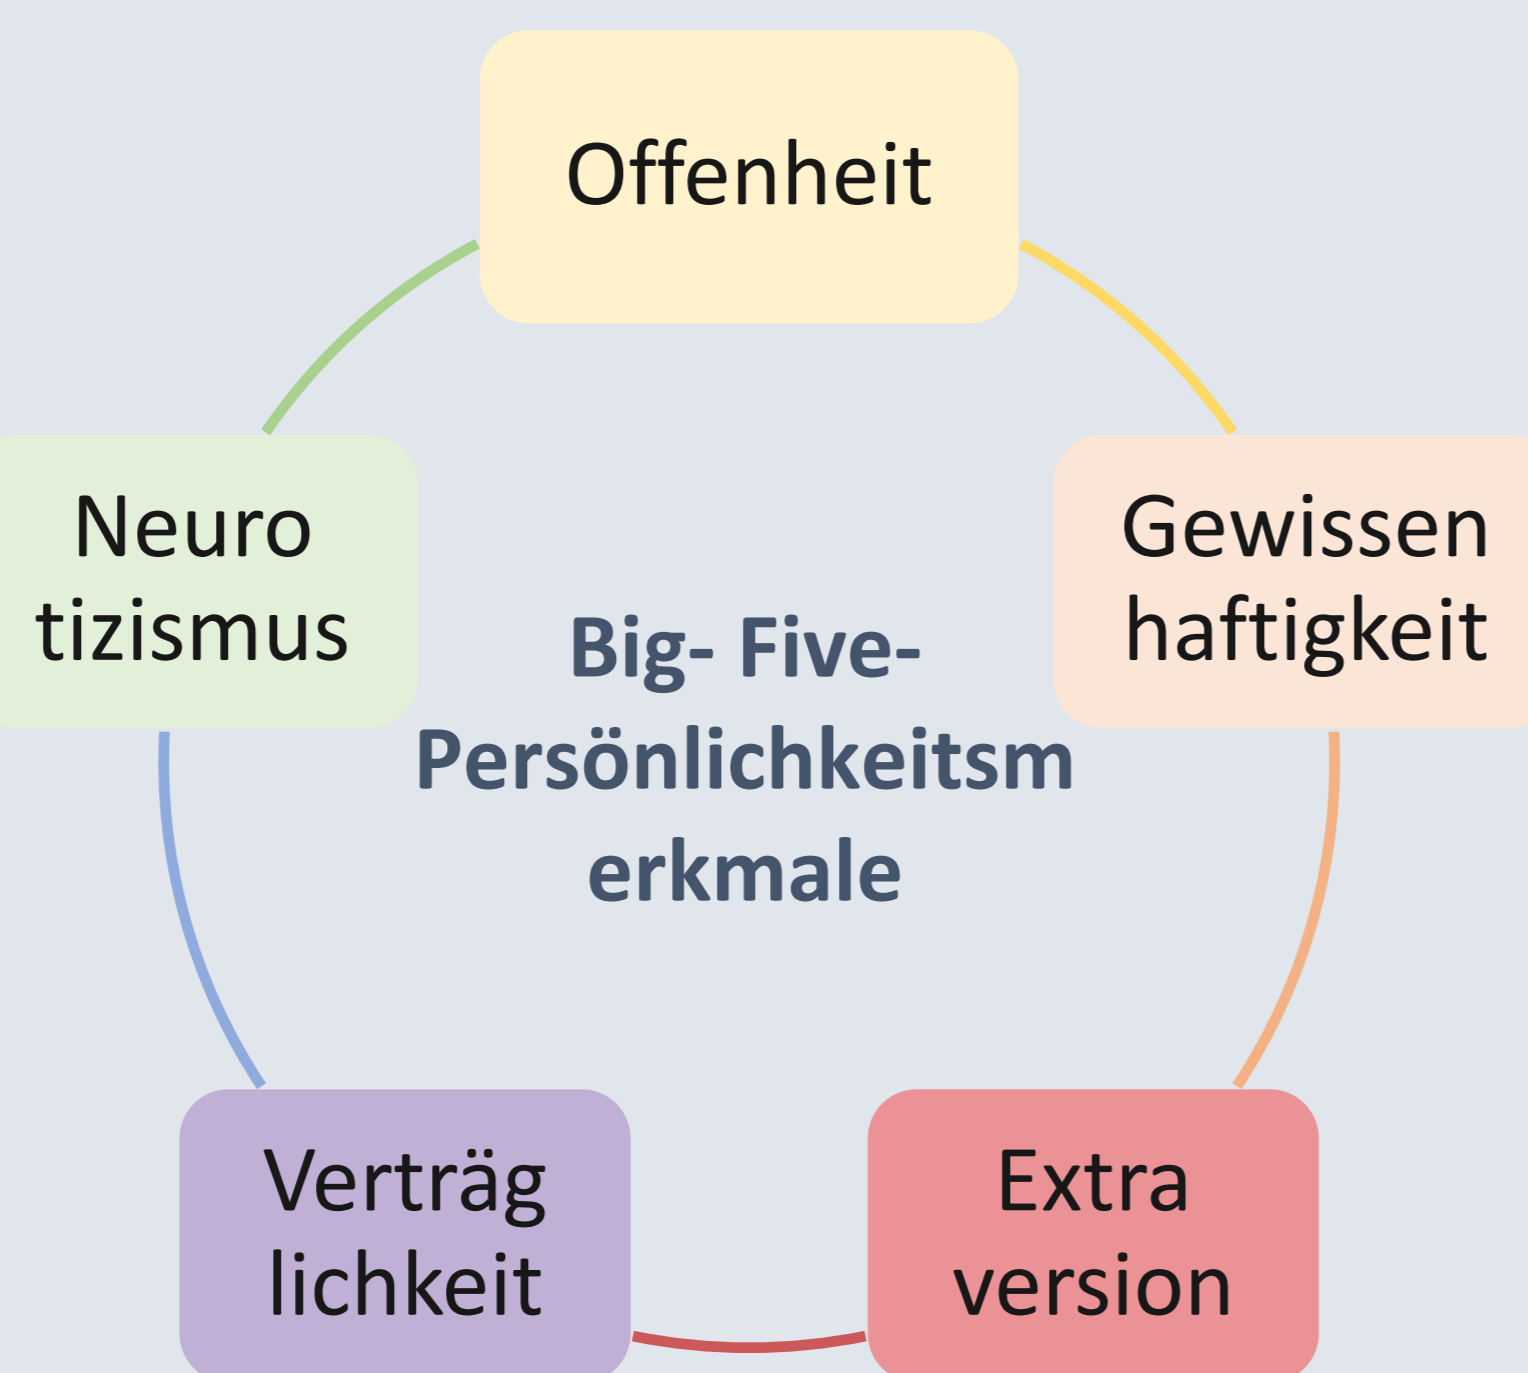 Offenheit
Neuro
tizismus
Gewissen
haftigkeit
Big- Five-
Persönlichkeitsm
erkmale
Verträg
lichkeit
Extra
version